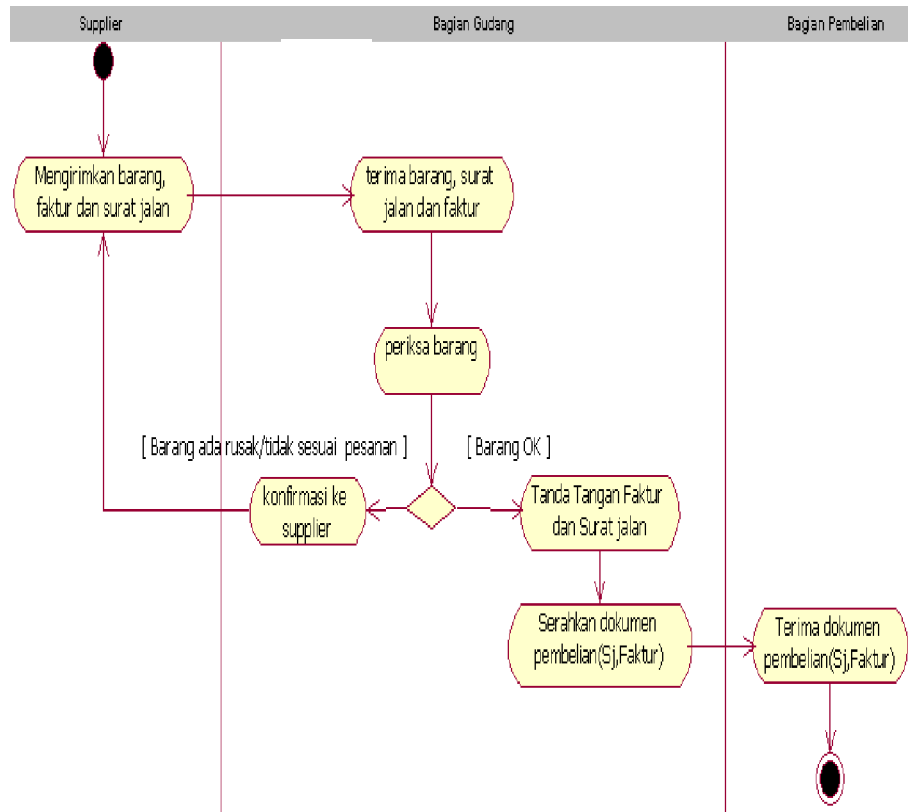 Supplier
Bagian Gudang
Bagian Pembelian
Mengirimkan barang,
faktur dan surat jalan
terima barang, surat
jalan dan faktur
periksa barang
[ Barang ada rusak/tidak sesuai pesanan ]
[ Barang OK ]
konfirmasi ke
supplier
Tanda Tangan Faktur
dan Surat jalan
Serahkan dokumen
pembelian(Sj,Faktur)
Terima dokumen
pembelian(Sj,Faktur)